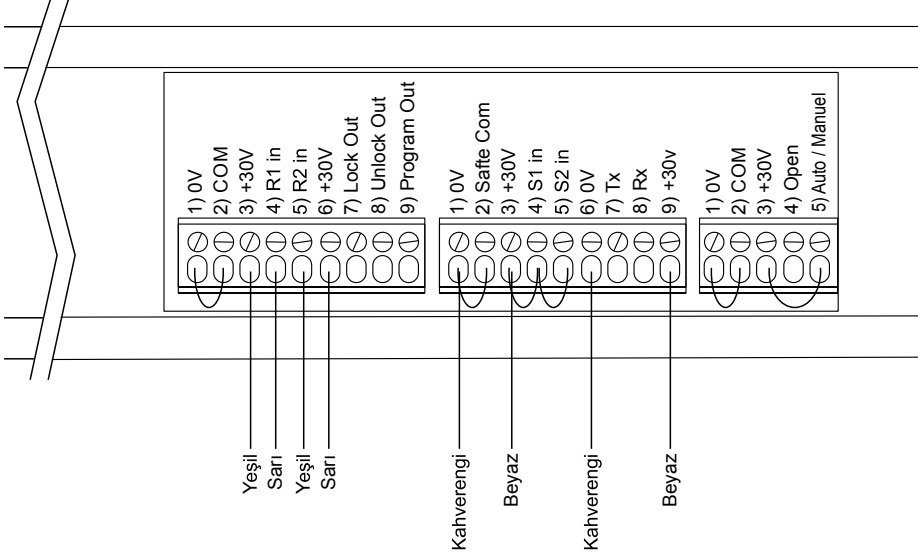 1) 0V
2) COM
3) +30V
4) R1 in
5) R2 in
6) +30V
7) Lock Out
8) Unlock Out
9) Program Out
1) 0V
2) Safte Com
3) +30V
4) S1 in
5) S2 in
6) 0V
7) Tx
8) Rx
9) +30v
1) 0V
2) COM
3) +30V
4) Open
5) Auto / Manuel
Yeşil
Sarı
Yeşil
Sarı
Kahverengi
Beyaz
Kahverengi
Beyaz